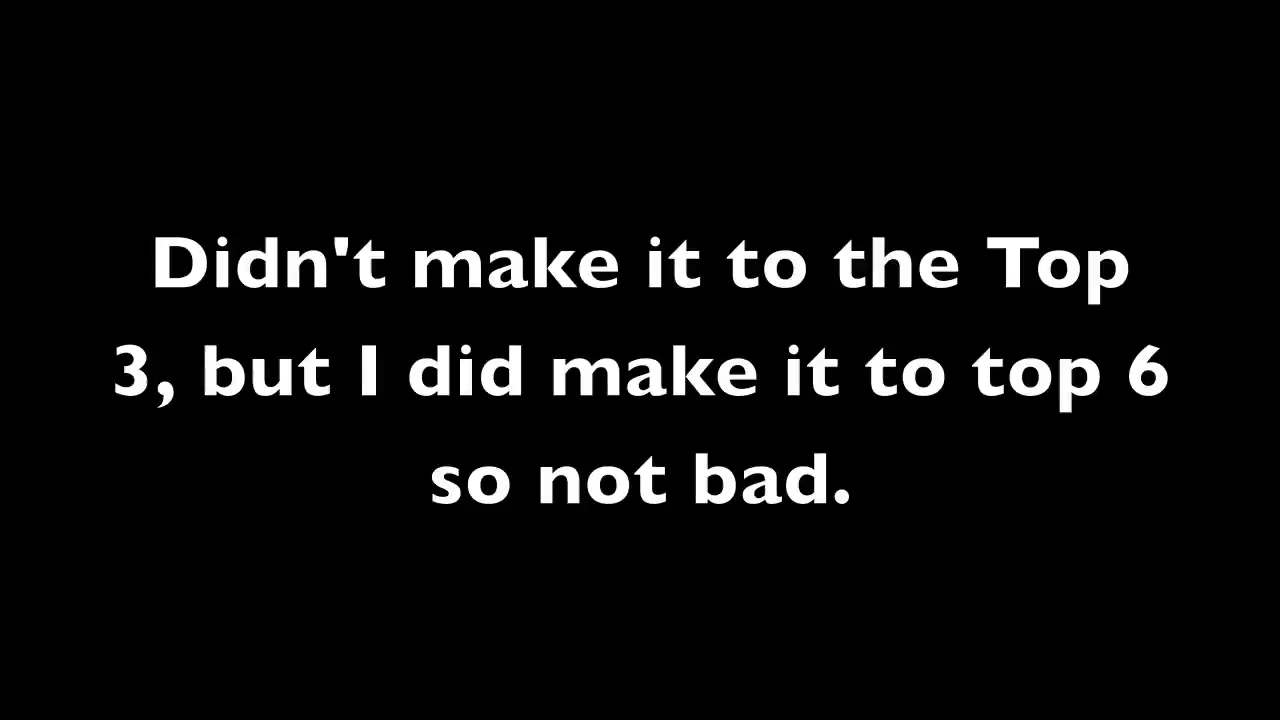 Didn't make it to the Top
3, but I did make it to top 6
so not bad.